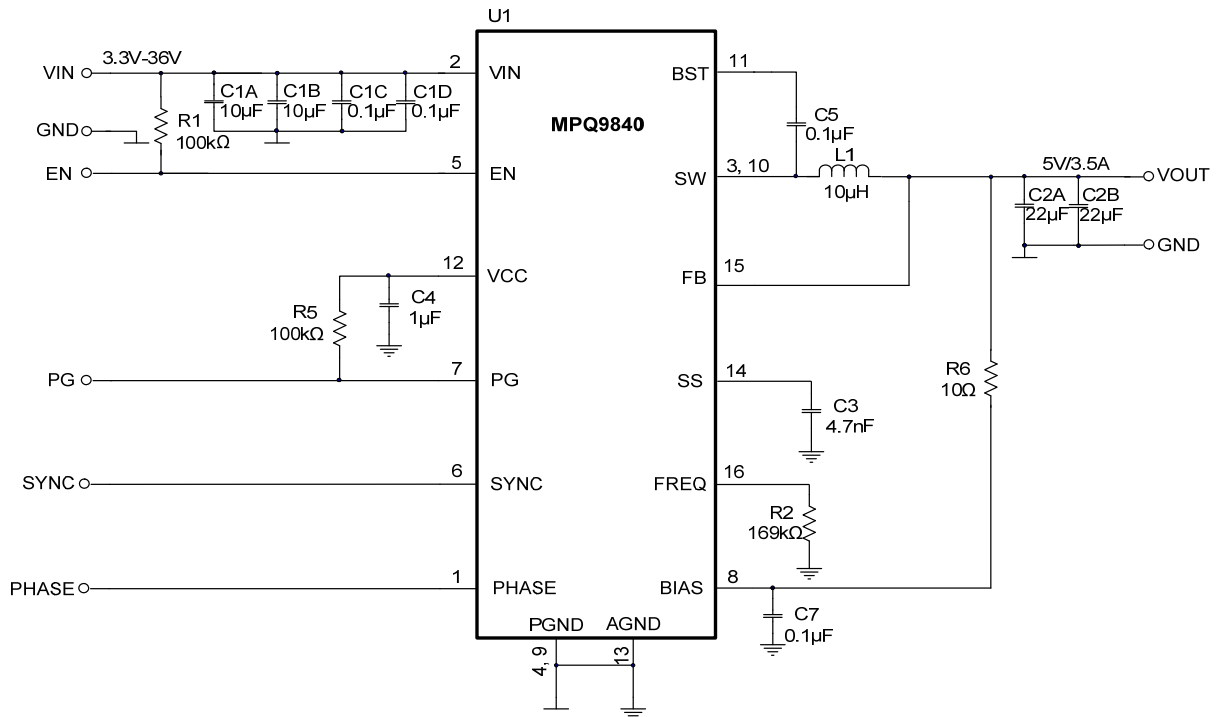 U1
VIN
3.3V-36V
2
VIN
BST
11
C1A
10µF
C1B
10µF
C1C
0.1µF
C1D
0.1µF
GND
R1
100kΩ
MPQ9840
C5
0.1µF
EN
5
EN
SW
3, 10
L1
10µH
5V/3.5A
VOUT
C2A
22µF
C2B
22µF
GND
12
VCC
FB
15
R5
100kΩ
C4
1µF
PG
7
PG
SS
14
R6
10Ω
C3
4.7nF
SYNC
6
SYNC
FREQ
16
R2
169kΩ
PHASE
1
PHASE
BIAS
8
C7
0.1µF
PGND
AGND
4, 9
13